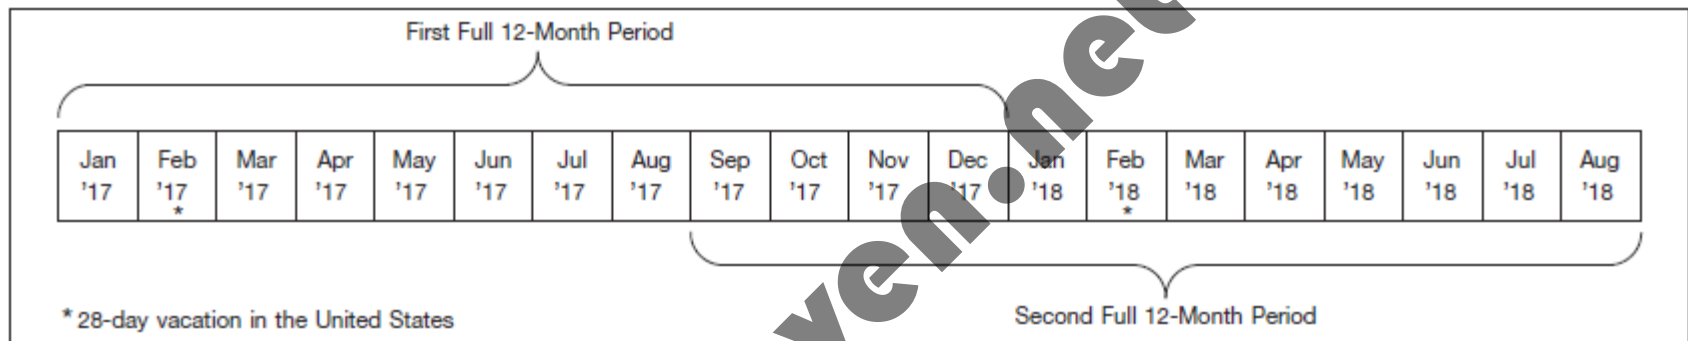 First Full 12-Month Period
Jan Feb Mar Apr May Jun Jul Aug Sep Oct Nov Dec Jan Feb Mar Apr May Jun Jul Aug
'17 '17 '17 '17 '17 '17 '17 '17 '17 '17 '17 '17 '18 '18 '18 '18 '18 '18 '18 '18
* *
* 28-day vacation in the United States
Second Full 12-Month Period
ven.net